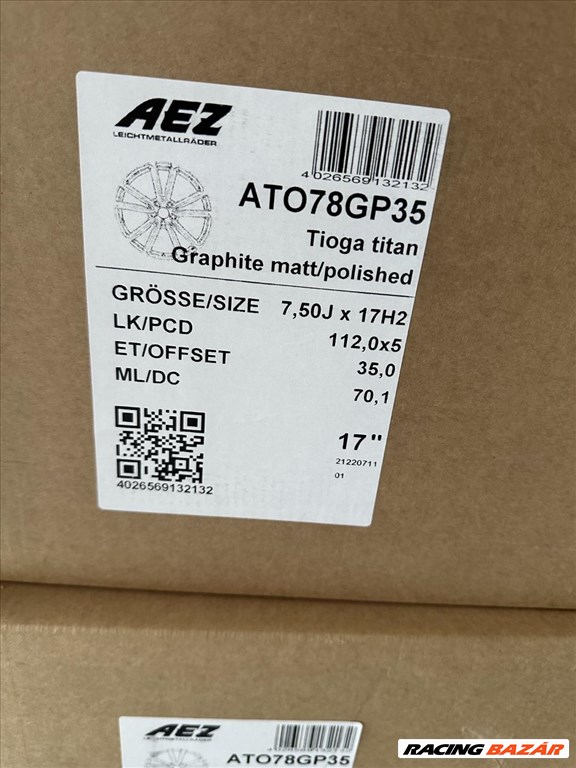 AEZ
LEICHTMETALLRÄDER
4026569132132
ATO78GP35
Tioga titan
Graphite matt/polished
GRÖSSE/SIZE 7,50J x 17H2
LK/PCD 112,0x5
ET/OFFSET 35,0
ML/DC 70,1
17"
21220711
01
4026569132132
AEZ
LEICHTMETALLRÄDER
ATO78GP35
RACING BAZÁR